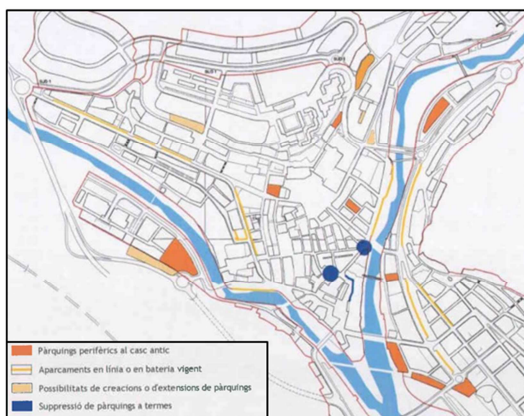 Pàrquings perifèrics al casc antic
Aparcaments en línia o en bateria vigent
Possibilitats de creacions o d'extensions de pàrquings
Suppressió de pàrquings a termes